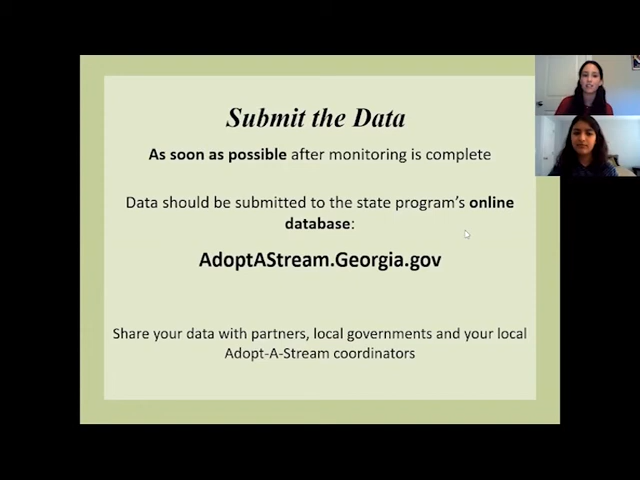 Submit the Data
As soon as possible after monitoring is complete
Data should be submitted to the state program's online
database:
AdoptAStream.Georgia.gov
Share your data with partners, local governments and your local
Adopt-A-Stream coordinators